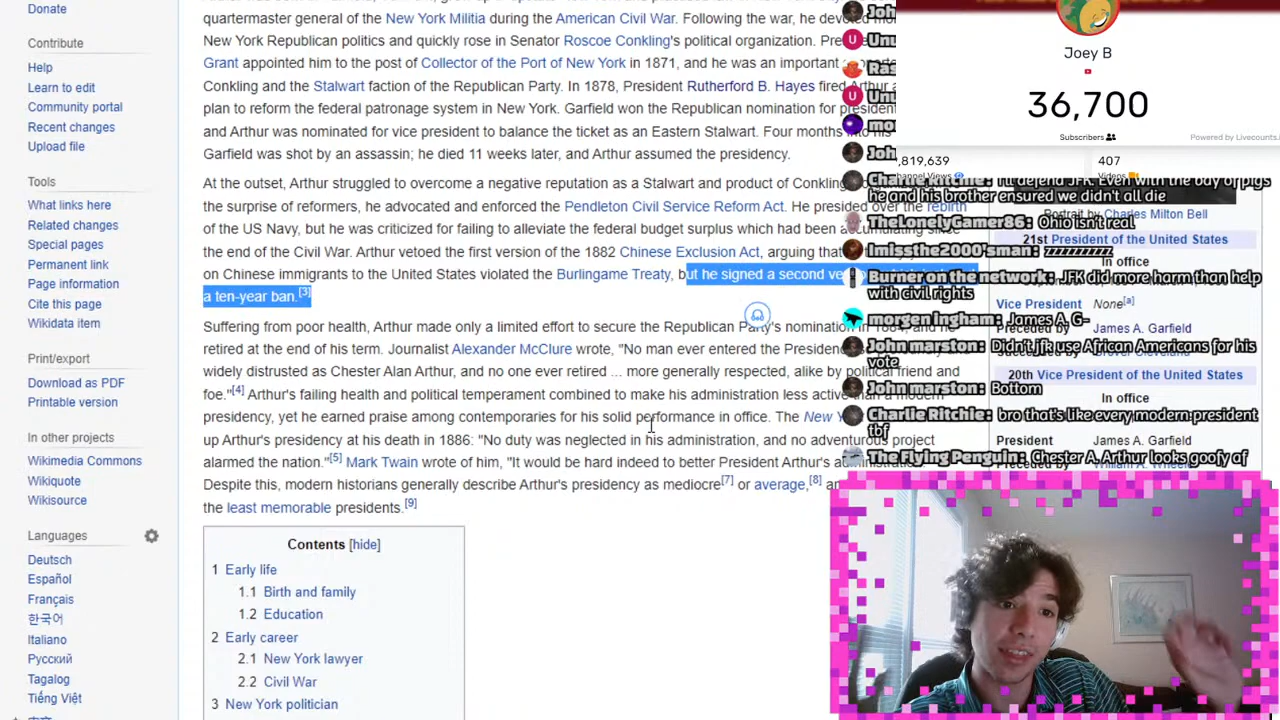 Donate
Contribute
Help
Learn to edit
Community portal
Recent changes
Upload file
Tools
What links here
Related changes
Special pages
Permanent link
Page information
Cite this page
Wikidata item
Print/export
Download as PDF
Printable version
In other projects
Wikimedia Commons
Wikiquote
Wikisource
Languages
Deutsch
Español
Français
한국어
Italiano
Русский
Tagalog
Tiếng Việt
quartermaster general of the New York Militia during the American Civil War. Following the war, he devoted
New York Republican politics and quickly rose in Senator Roscoe Conkling's political organization.
Grant appointed him to the post of Collector of the Port of New York in 1871, and he was an important
Conkling and the Stalwart faction of the Republican Party. In 1878, President Rutherford B. Hayes fired Arthur
plan to reform the federal patronage system in New York. Garfield won the Republican nomination for president
and Arthur was nominated for vice president to balance the ticket as an Eastern Stalwart. Four months into his
Garfield was shot by an assassin; he died 11 weeks later, and Arthur assumed the presidency.
At the outset, Arthur struggled to overcome a negative reputation as a Stalwart and product of
the surprise of reformers, he advocated and enforced the Pendleton Civil Service Reform Act. He presided over the rebirth
of the US Navy, but he was criticized for failing to alleviate the federal budget surplus which had been accumulating since
the end of the Civil War. Arthur vetoed the first version of the 1882 Chinese Exclusion Act, arguing that
on Chinese immigrants to the United States violated the Burlingame Treaty, but he signed a second
a ten-year ban.[3]
Suffering from poor health, Arthur made only a limited effort to secure the Republican Party's nomination in 1884, and he
retired at the end of his term. Journalist Alexander McClure wrote, "No man ever entered the
widely distrusted as Chester Alan Arthur, and no one ever retired ... more generally respected, alike by political friend and
foe."[4] Arthur's failing health and political temperament combined to make his administration less active than a modern
presidency, yet he earned praise among contemporaries for his solid performance in office. The New
up Arthur's presidency at his death in 1886: "No duty was neglected in his administration, and no adventurous project
alarmed the nation."[5] Mark Twain wrote of him, "It would be hard indeed to better President Arthur's
Despite this, modern historians generally describe Arthur's presidency as mediocre[7] or average,[8]
the least memorable presidents.[9]
Contents [hide]
1 Early life
1.1 Birth and family
1.2 Education
2 Early career
2.1 New York lawyer
2.2 Civil War
3 New York politician
Joey B
36,700
Subscribers
Powered by Livecounts.
,819,639
407
Videos
Portrait by Charles Milton Bell
21st President of the United States
In office
Vice President None[a]
Preceded by James A. Garfield
20th Vice President of the United States
In office
President James A. Garfield
Charlie Ritchie: I'll defend JFK. Even with the bay of pigs
he and his brother ensured we didn't all die
TheLonelyGamer86: Ohio isn't real
Imissthe2000'sman: zzzzzzzzzz
Burner on the network: JFK did more harm than help
with civil rights
morgen ingham: James A. G-
John marston: Didn't jfk use African Americans for his
vote
John marston: Bottom
Charlie Ritchie: bro that's like every modern president
tbf
The Flying Penguin: Chester A. Arthur looks goofy af